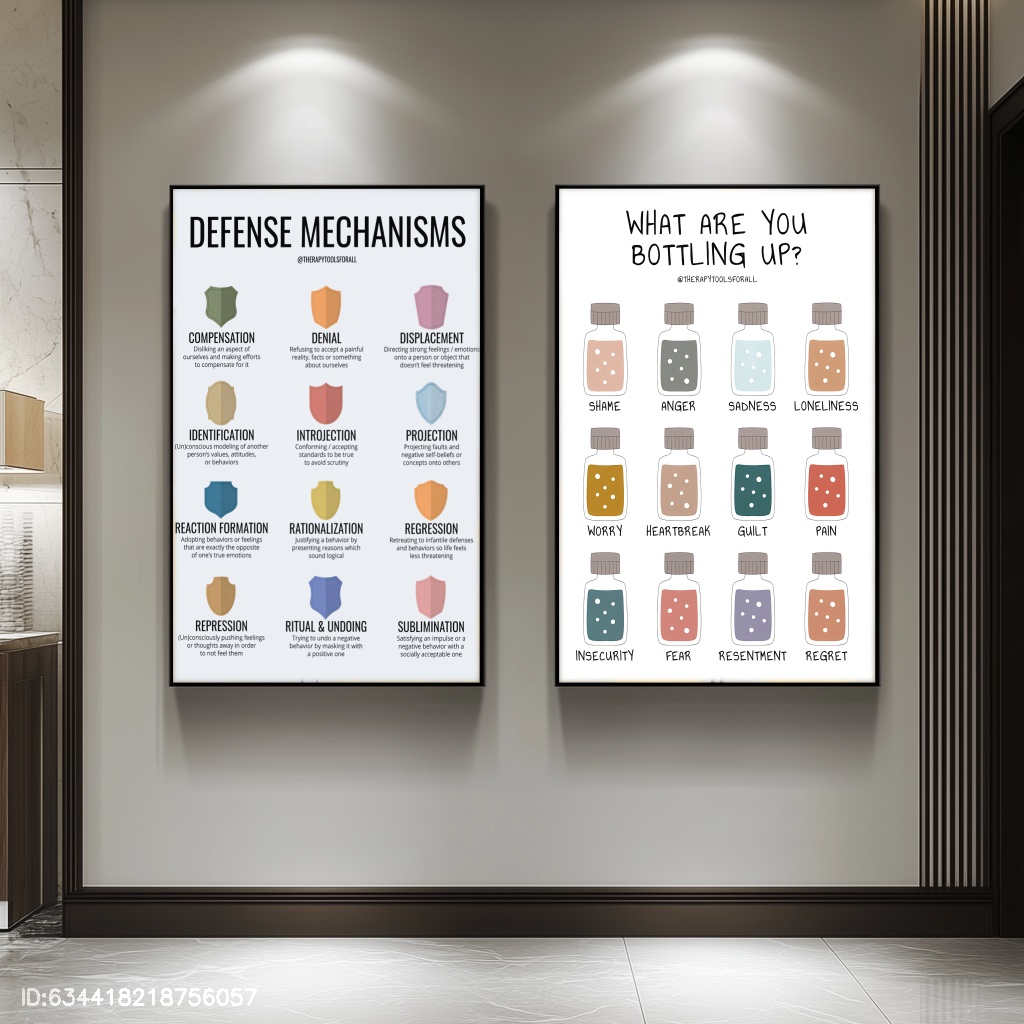 DEFENSE MECHANISMS
@THERAPYTOOLSFORALL
COMPENSATION
Disliking an aspect of
ourselves and making efforts
to compensate for it
DENIAL
Refusing to accept a painful
reality, facts or something
about ourselves
DISPLACEMENT
Directing strong feelings / emotions
onto a person or object that
doesn't feel threatening
IDENTIFICATION
(Un)conscious modeling of another
person's values, attitudes,
or behaviors
INTROJECTION
Conforming / accepting
standards to be true
to avoid scrutiny
PROJECTION
Projecting faults and
negative self-beliefs or
concepts onto others
REACTION FORMATION
Adopting behaviors or feelings
that are exactly the opposite
of one's true emotions
RATIONALIZATION
Justifying a behavior by
presenting reasons which
sound logical
REGRESSION
Retreating to infantile defenses
and behaviors so life feels
less threatening
REPRESSION
(Un)consciously pushing feelings
or thoughts away in order
to not feel them
RITUAL & UNDOING
Trying to undo a negative
behavior by masking it with
a positive one
SUBLIMINATION
Satisfying an impulse or a
negative behavior with a
socially acceptable one
WHAT ARE YOU
BOTTLING UP?
@THERAPYTOOLSFORALL
SHAME
ANGER
SADNESS
LONELINESS
WORRY
HEARTBREAK
GUILT
PAIN
INSECURITY
FEAR
RESENTMENT
REGRET
ID:634418218756057